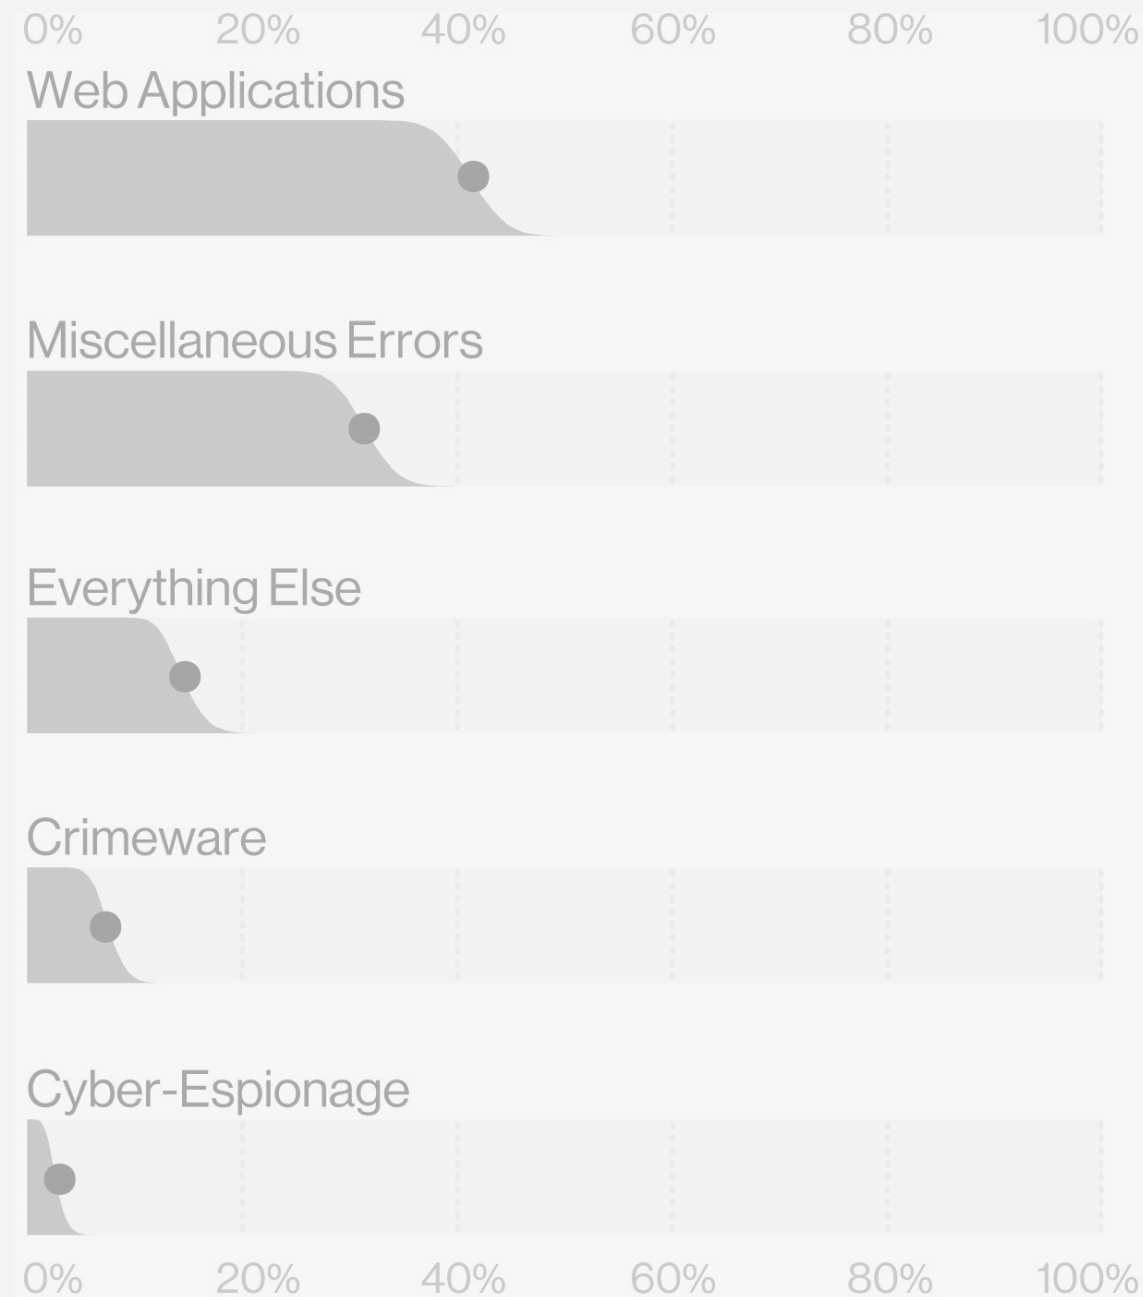 0% 20% 40% 60% 80% 100%
Web Applications
Miscellaneous Errors
Everything Else
Crimeware
Cyber-Espionage
0% 20% 40% 60% 80% 100%